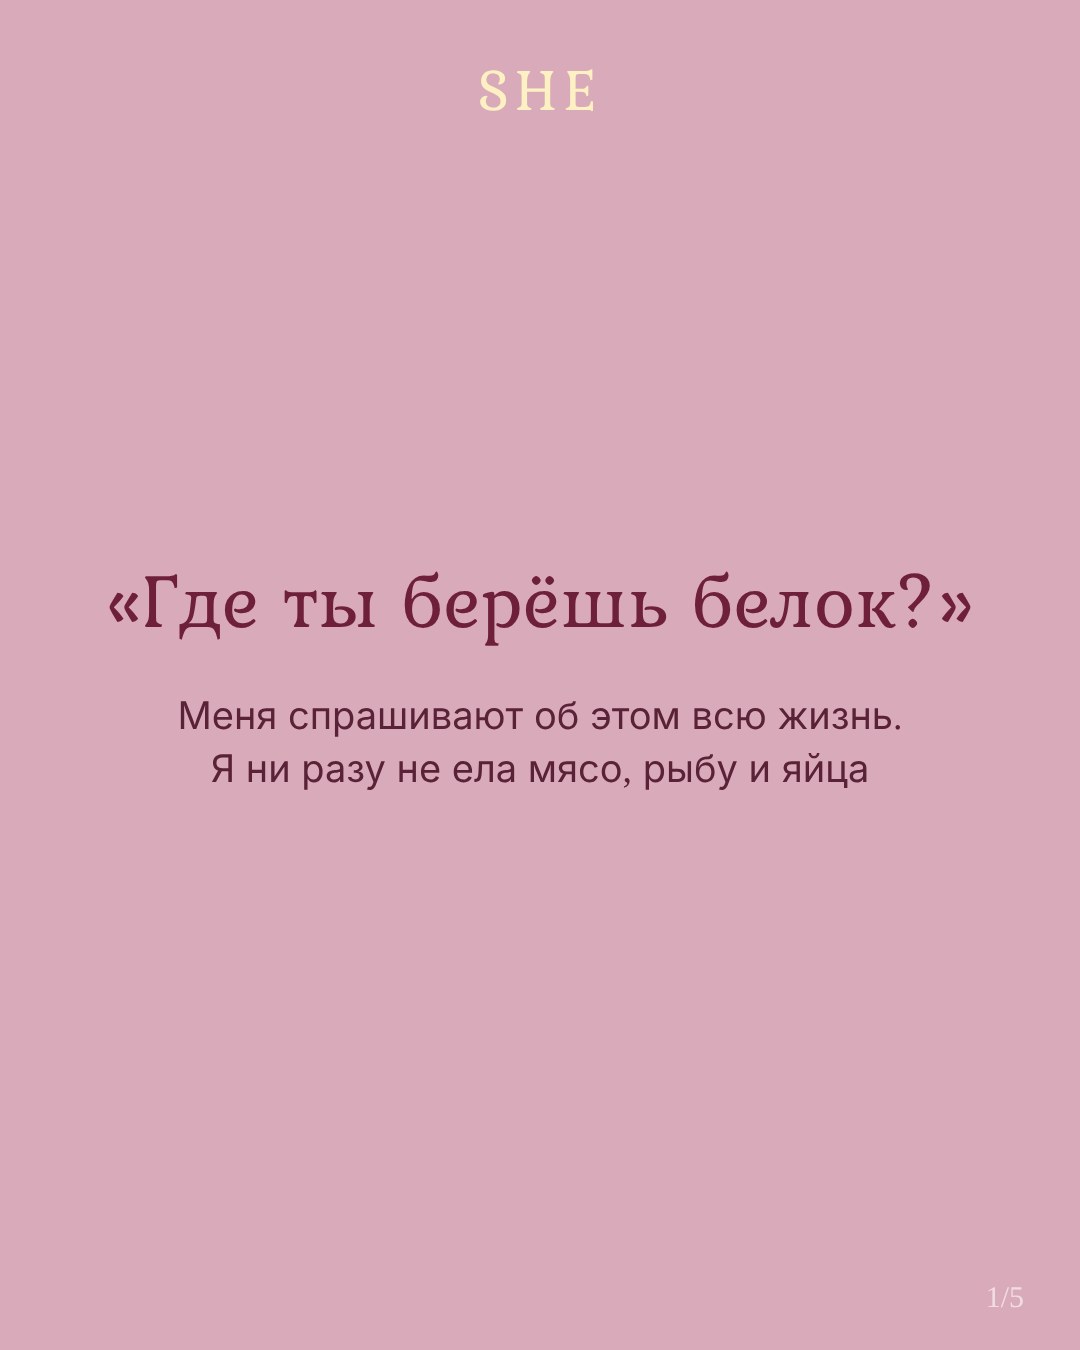 SHE
«Где ты берёшь белок?»
Меня спрашивают об этом всю жизнь.
Я ни разу не ела мясо, рыбу и яйца
1/5